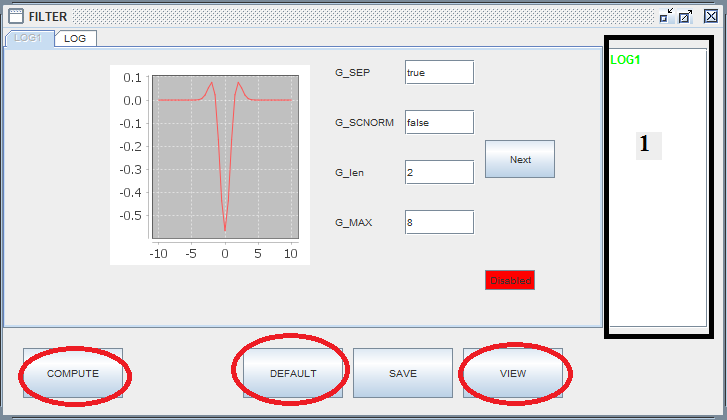 FILTER
LOG1 LOG
LOG1
1
0.1
0.0
-0.1
-0.2
-0.3
-0.4
-0.5
-10 -5 0 5 10
G_SEP true
G_SCNORM false
G_len 2
G_MAX 8
Next
Disabled
COMPUTE DEFAULT SAVE VIEW